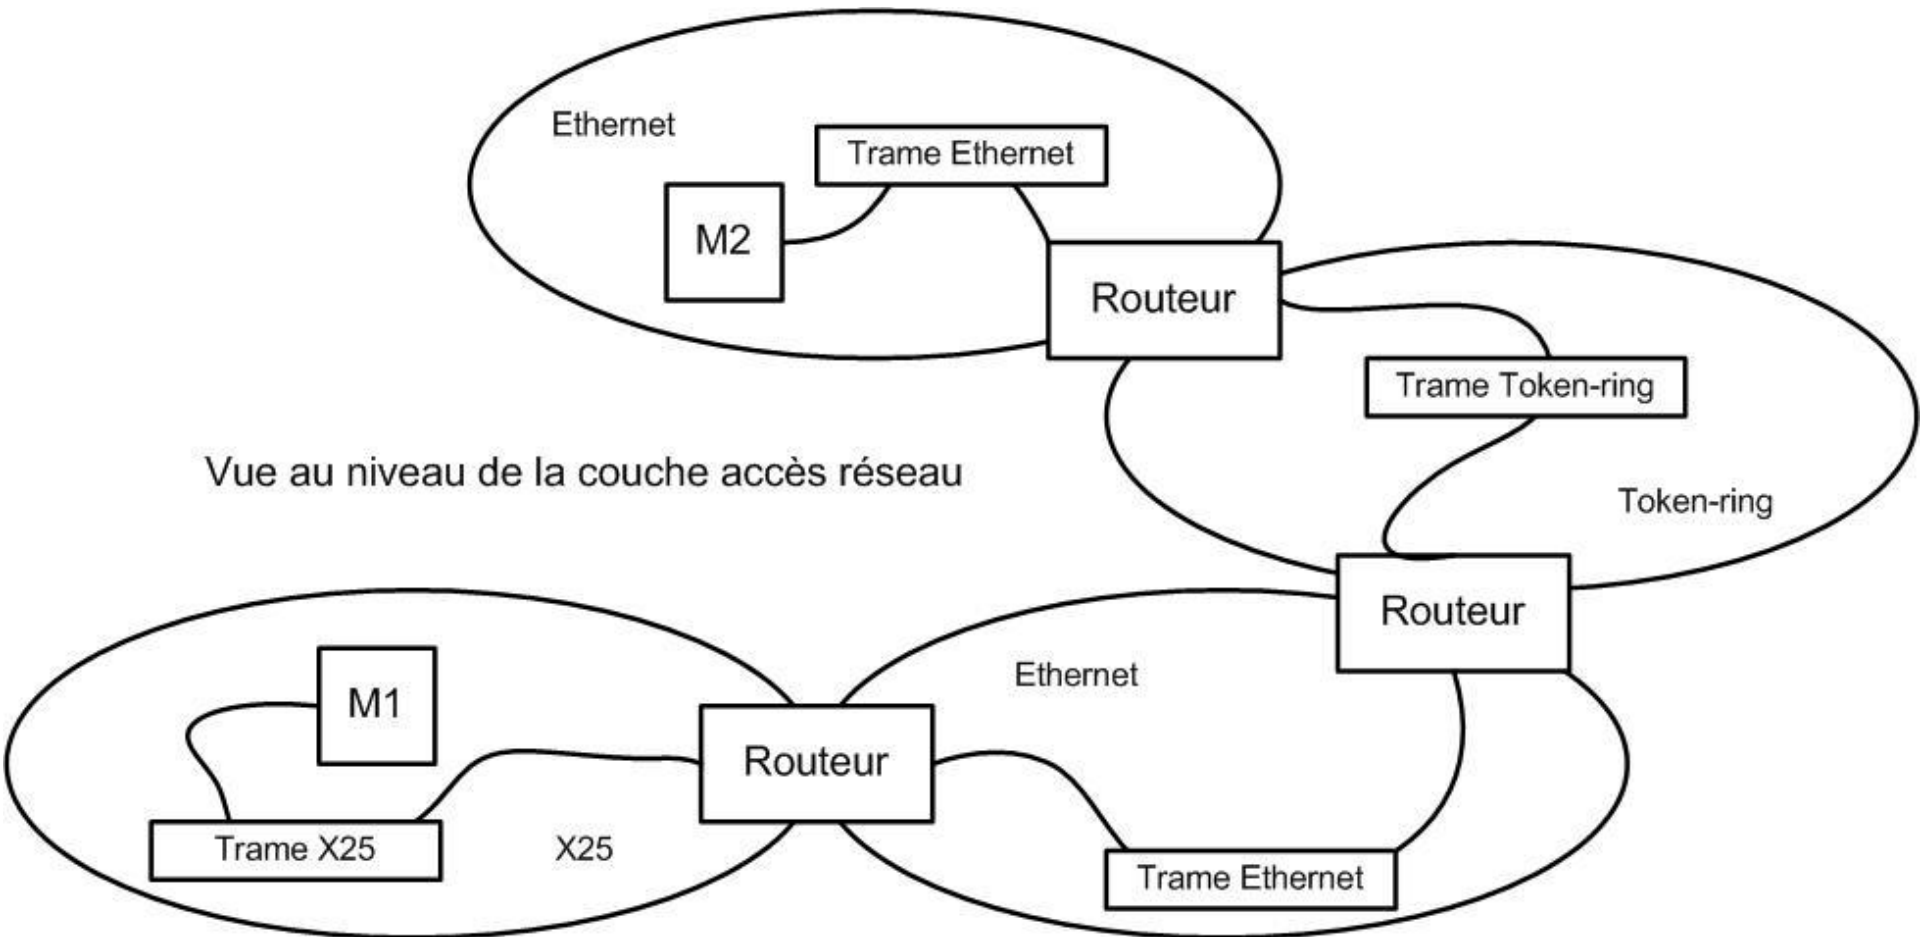 Ethernet
Trame Ethernet
M2
Routeur
Trame Token-ring
Vue au niveau de la couche accès réseau
Token-ring
Routeur
Ethernet
M1
Routeur
Trame X25
X25
Trame Ethernet